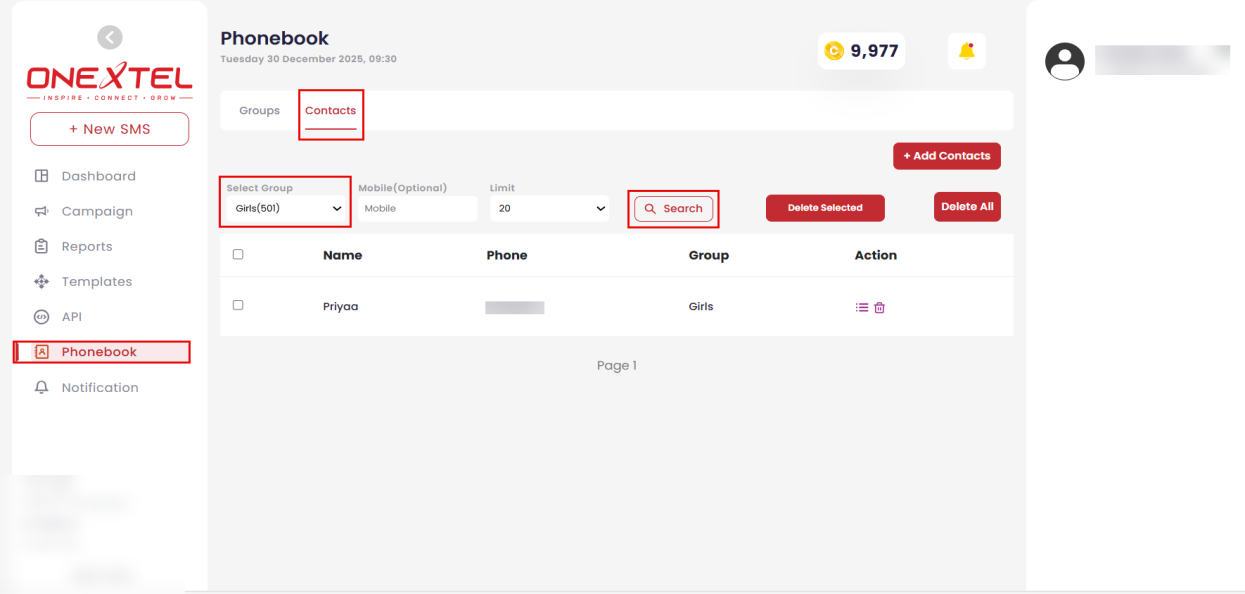 Phonebook
Tuesday 30 December 2025, 09:30
9,977
ONEXTEL
INSPIRE • CONNECT • GROW
+ New SMS
Dashboard
Campaign
Reports
Templates
API
Phonebook
Notification
Groups
Contacts
+ Add Contacts
Select Group
Mobile(Optional)
Limit
Girls(501)
Mobile
20
Search
Delete Selected
Delete All
Name Phone Group Action
Priyaa Girls
Page 1